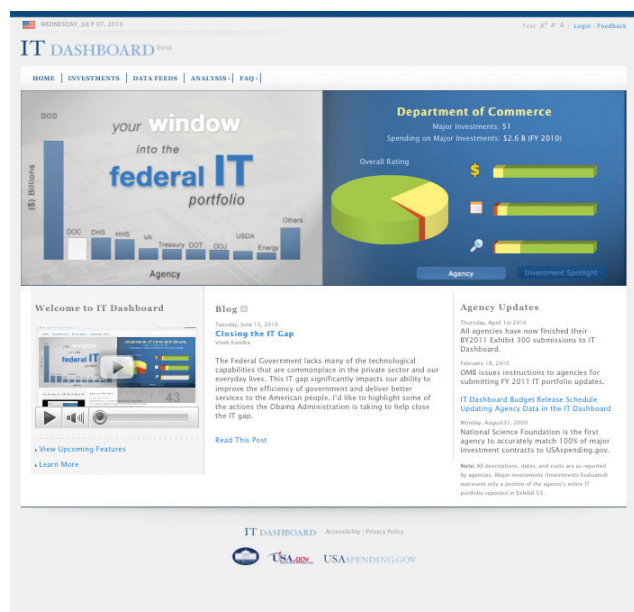 WEDNESDAY, JULY 07, 2010
Text A A A | Login | Feedback
IT DASHBOARD beta
HOME | INVESTMENTS | DATA FEEDS | ANALYSIS | FAQ
your window
into the
federal IT
portfolio
($) Billions
DOD
DOC
DHS
HHS
VA
Treasury
DOT
DOJ
USDA
Energy
Others
Agency
Department of Commerce
Major Investments: 51
Spending on Major Investments: $2.6 B (FY 2010)
Overall Rating
$
Agency
Investment Spotlight
Welcome to IT Dashboard
federal IT
43
View Upcoming Features
Learn More
Blog
Tuesday, June 15, 2010
Closing the IT Gap
Vivek Kundra
The Federal Government lacks many of the technological
capabilities that are commonplace in the private sector and our
everyday lives. This IT gap significantly impacts our ability to
improve the efficiency of government and deliver better
services to the American people. I'd like to highlight some of
the actions the Obama Administration is taking to help close
the IT gap.
Read This Post
Agency Updates
Thursday, April 1st 2010
All agencies have now finished their
BY2011 Exhibit 300 submissions to IT
Dashboard.
February 18, 2010
OMB issues instructions to agencies for
submitting FY 2011 IT portfolio updates.
IT Dashboard Budget Release Schedule
Updating Agency Data in the IT Dashboard
Monday, August31, 2009
National Science Foundation is the first
agency to accurately match 100% of major
investment contracts to USAspending.gov.
Note: All descriptions, dates, and costs are as reported
by agencies. Major investments (Investments Evaluated)
represent only a portion of the agency's entire IT
portfolio reported in Exhibit 53.
IT DASHBOARD Accessibility | Privacy Policy
USA.gov USASPENDING.GOV